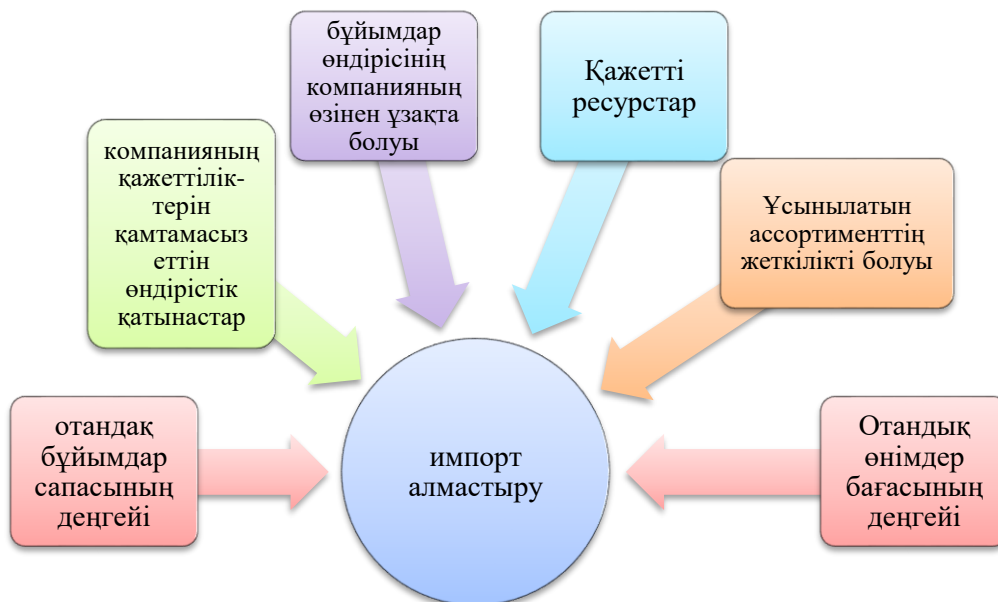 отандақ
бұйымдар
сапасының
деңгейі
компанияның
қажеттілік-
терін
қамтамасыз
еттін
өндірістік
қатынастар
бұйымдар
өндірісінің
компанияның
өзінен ұзақта
болуы
Қажетті
ресурстар
Ұсынылатын
ассортименттің
жеткілікті болуы
Отандық
өнімдер
бағасының
деңгейі
импорт
алмастыру